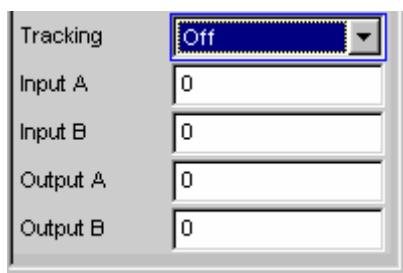 Tracking Off
Input A 0
Input B 0
Output A 0
Output B 0